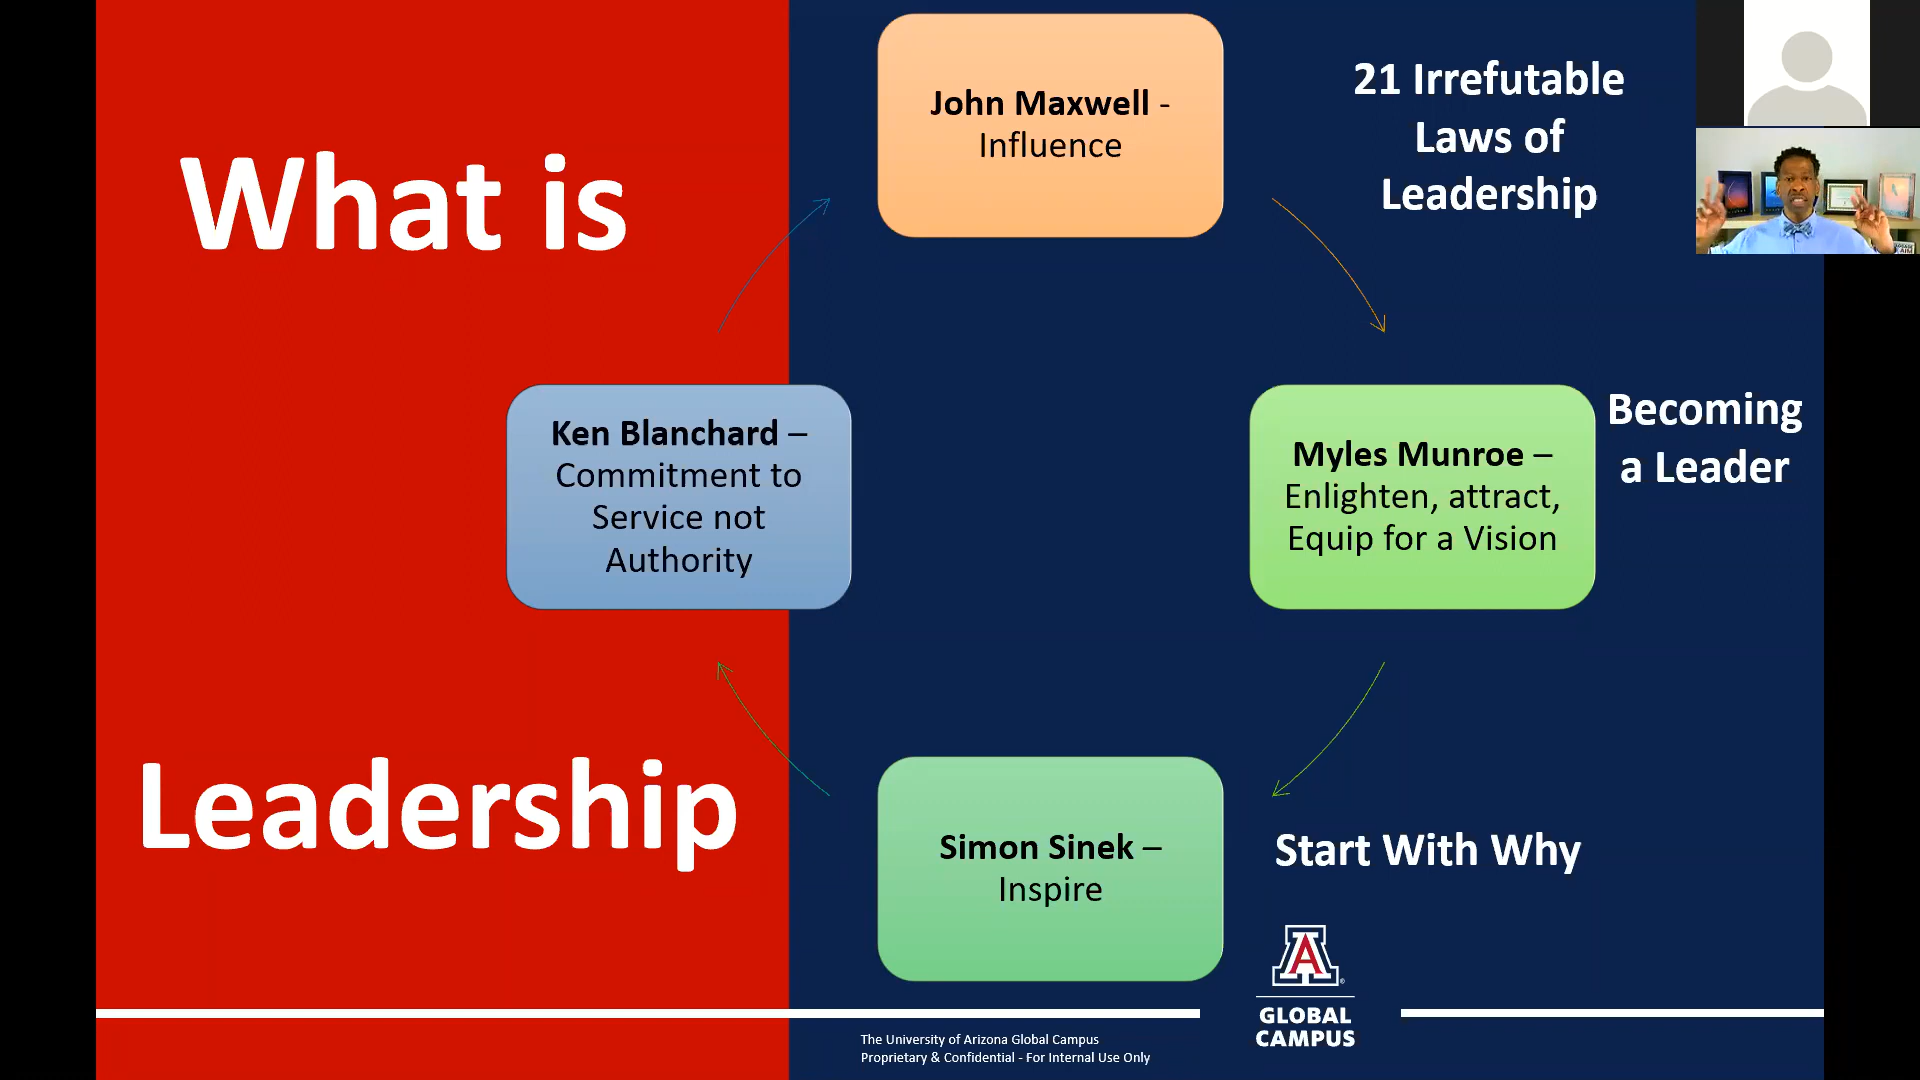 What is
Leadership
John Maxwell -
Influence
21 Irrefutable
Laws of
Leadership
Ken Blanchard –
Commitment to
Service not
Authority
Myles Munroe –
Enlighten, attract,
Equip for a Vision
Becoming
a Leader
Simon Sinek –
Inspire
Start With Why
A
GLOBAL
CAMPUS
The University of Arizona Global Campus
Proprietary & Confidential - For Internal Use Only